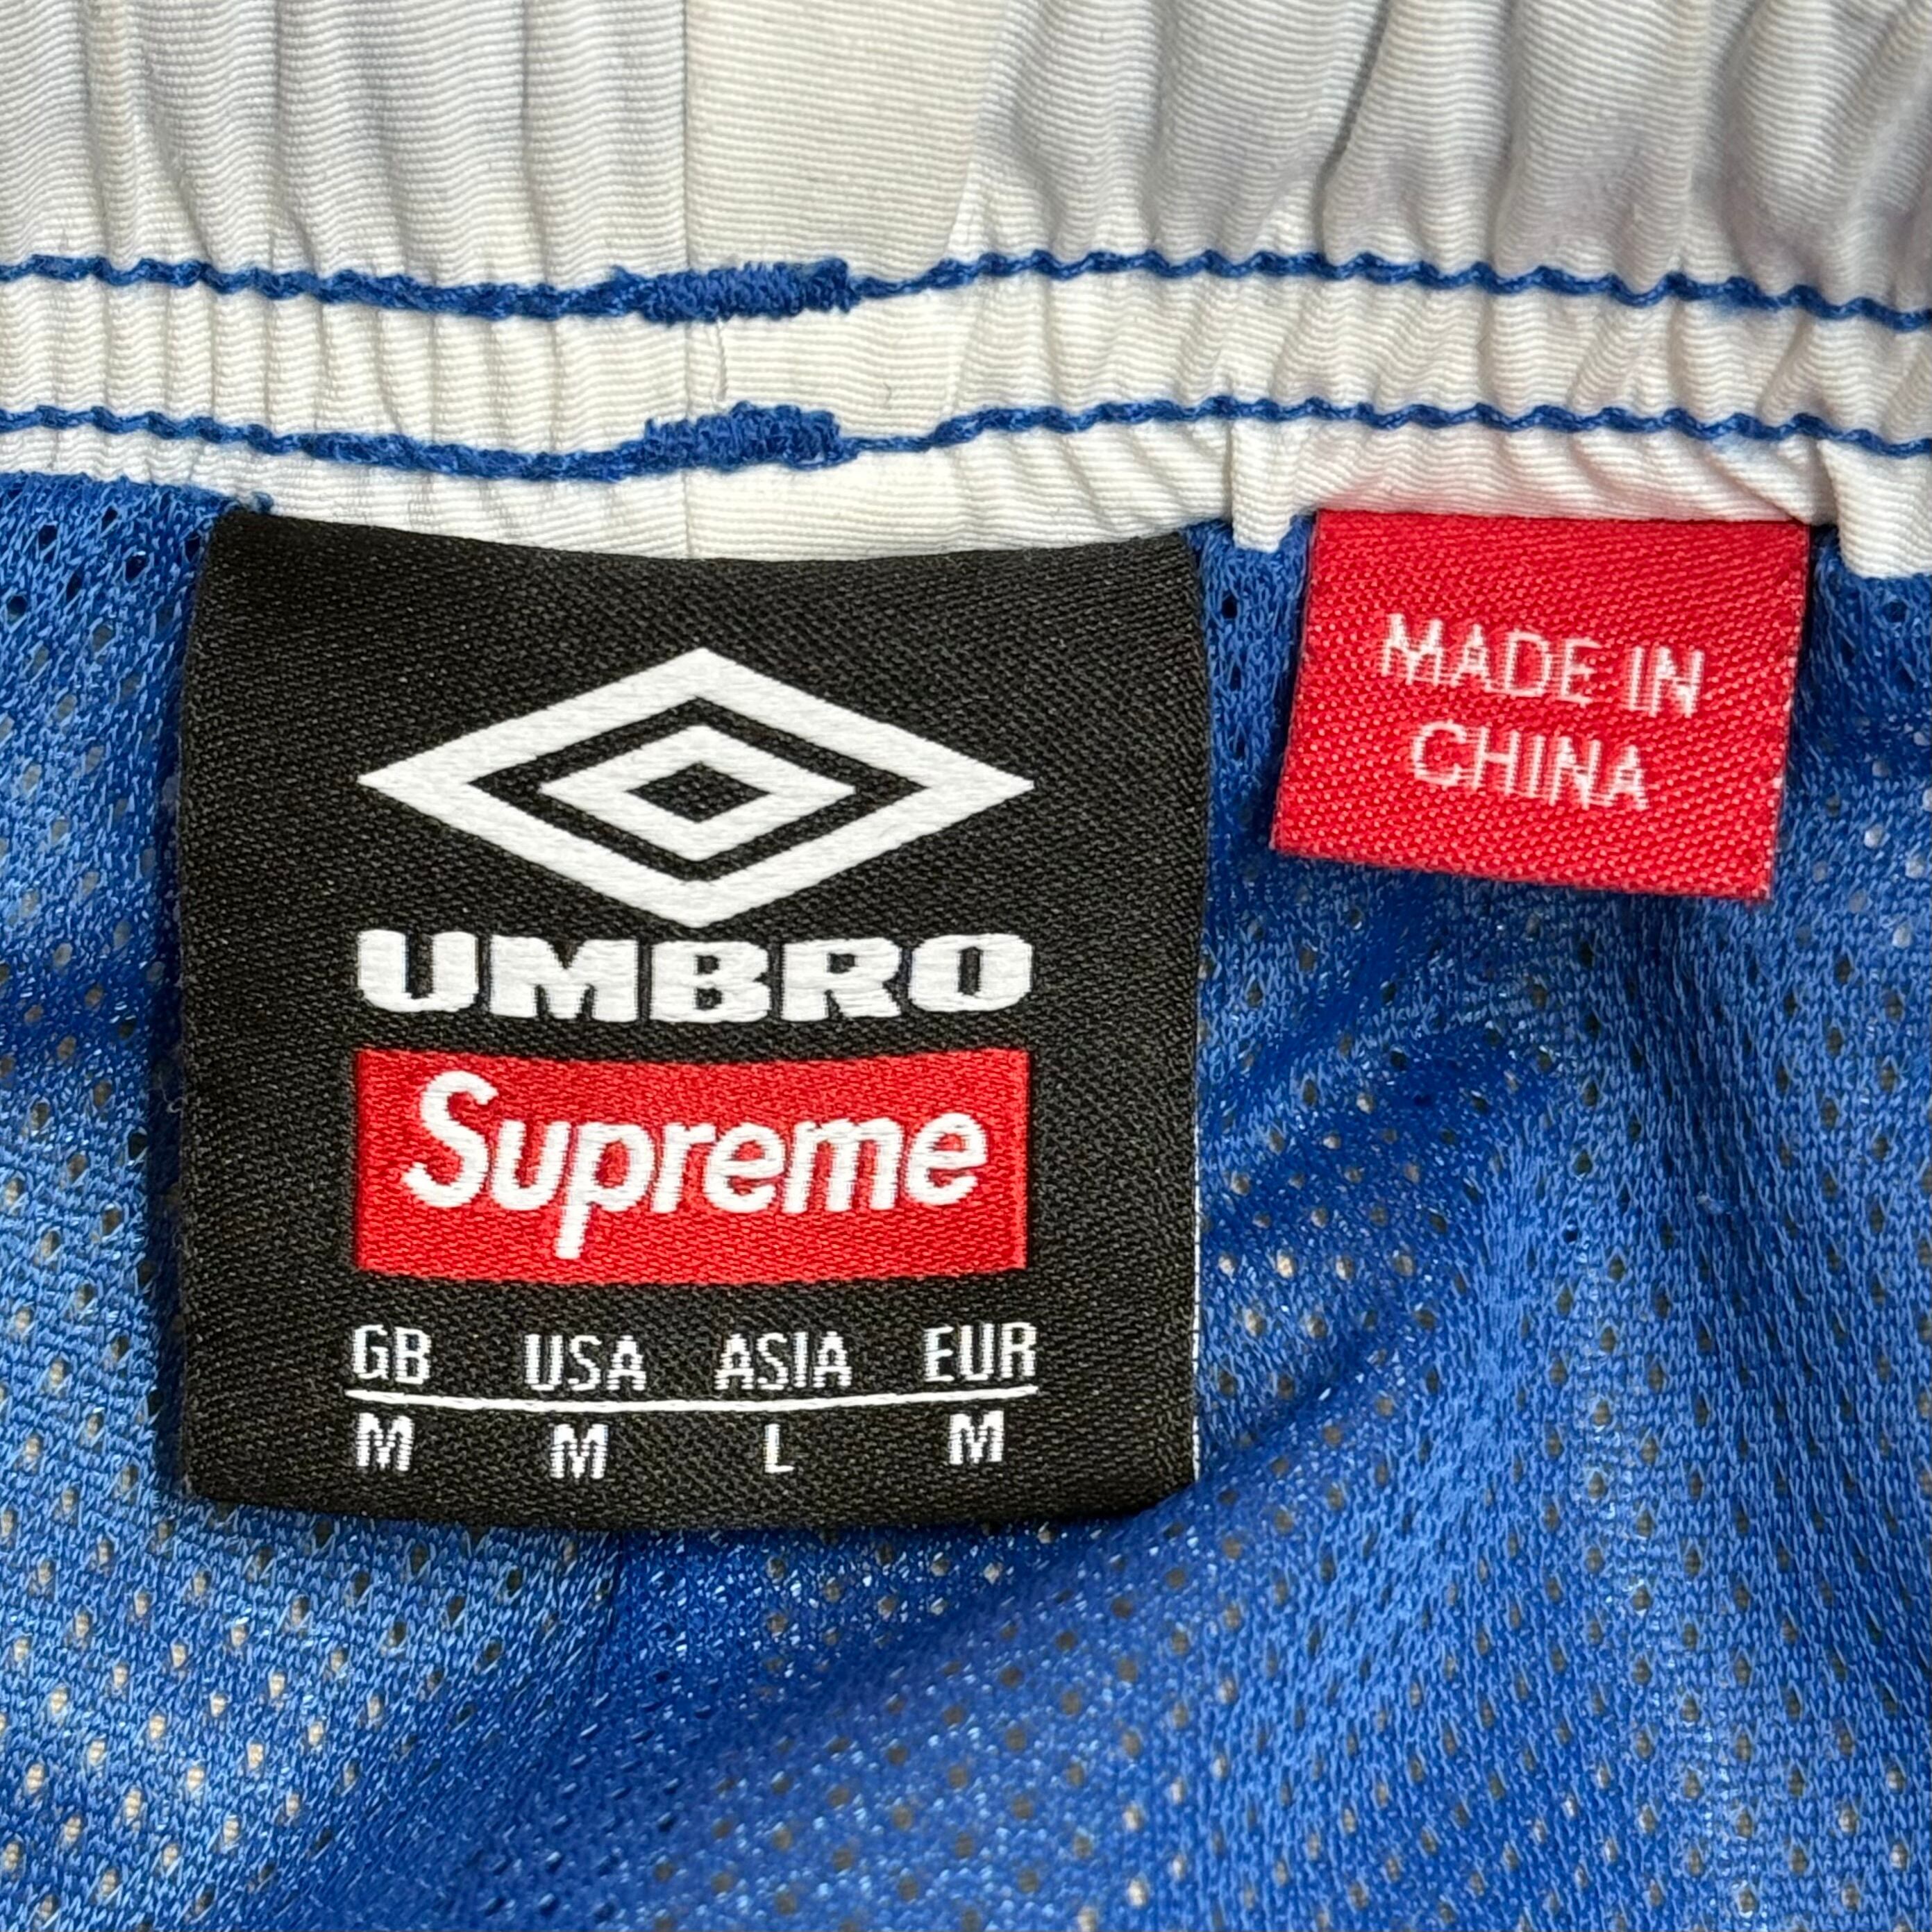 UMBRO
Supreme
GB USA ASIA EUR
M M L M
MADE IN
CHINA